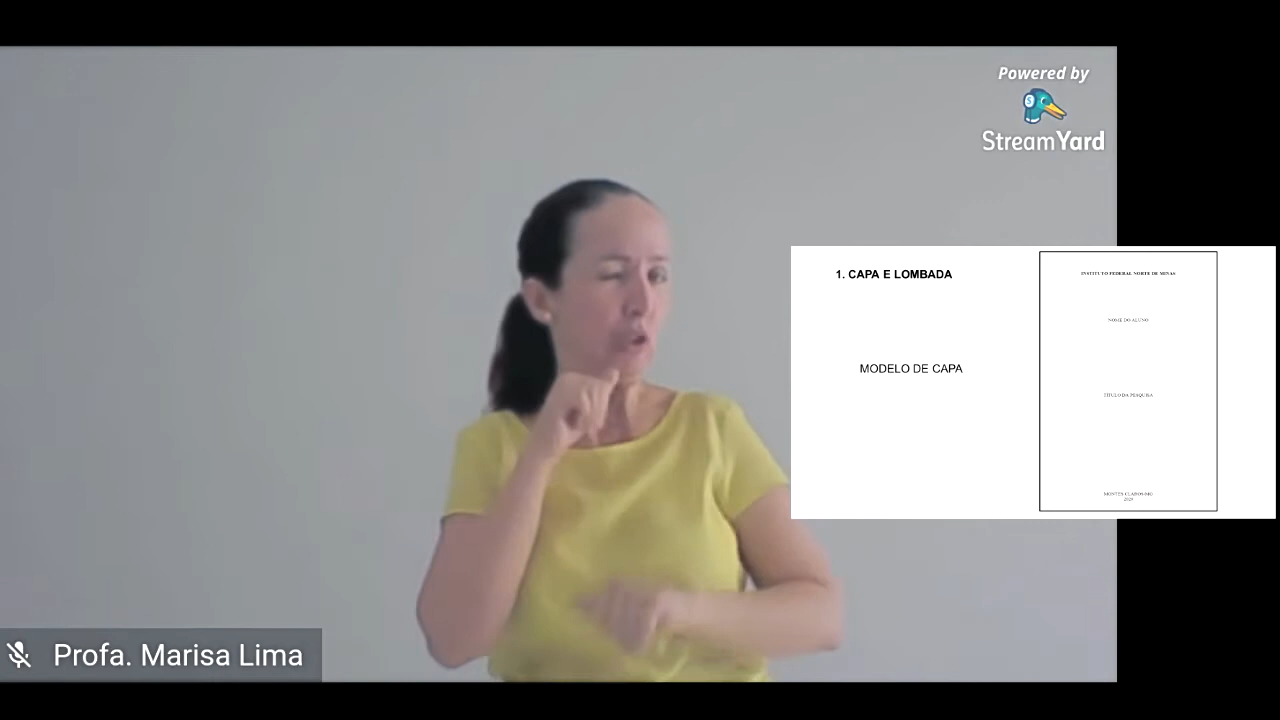 Powered by
StreamYard
1. CAPA E LOMBADA
MODELO DE CAPA
INSTITUTO FEDERAL NORTE DE MINAS
NOME DO ALUNO
TÍTULO DA PESQUISA
MONTES CLAROS-MG
2020
Profa. Marisa Lima